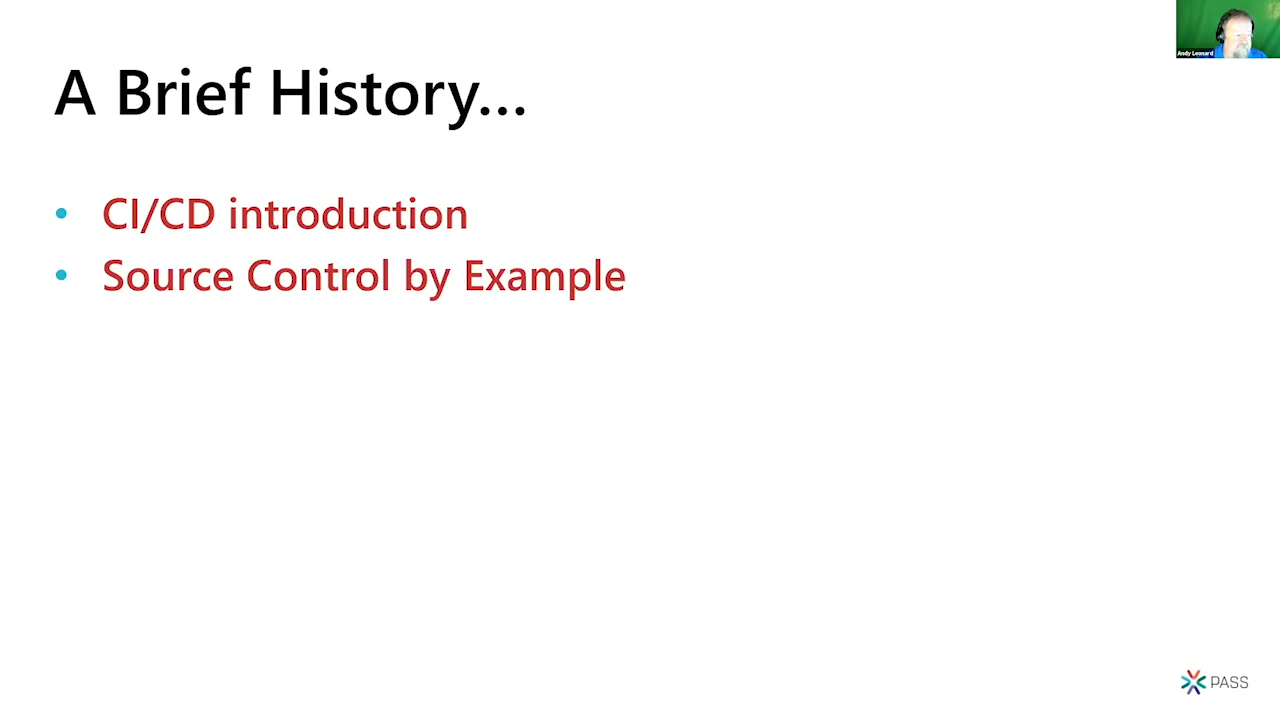 Andy Leonard
A Brief History...
• CI/CD introduction
• Source Control by Example
PASS